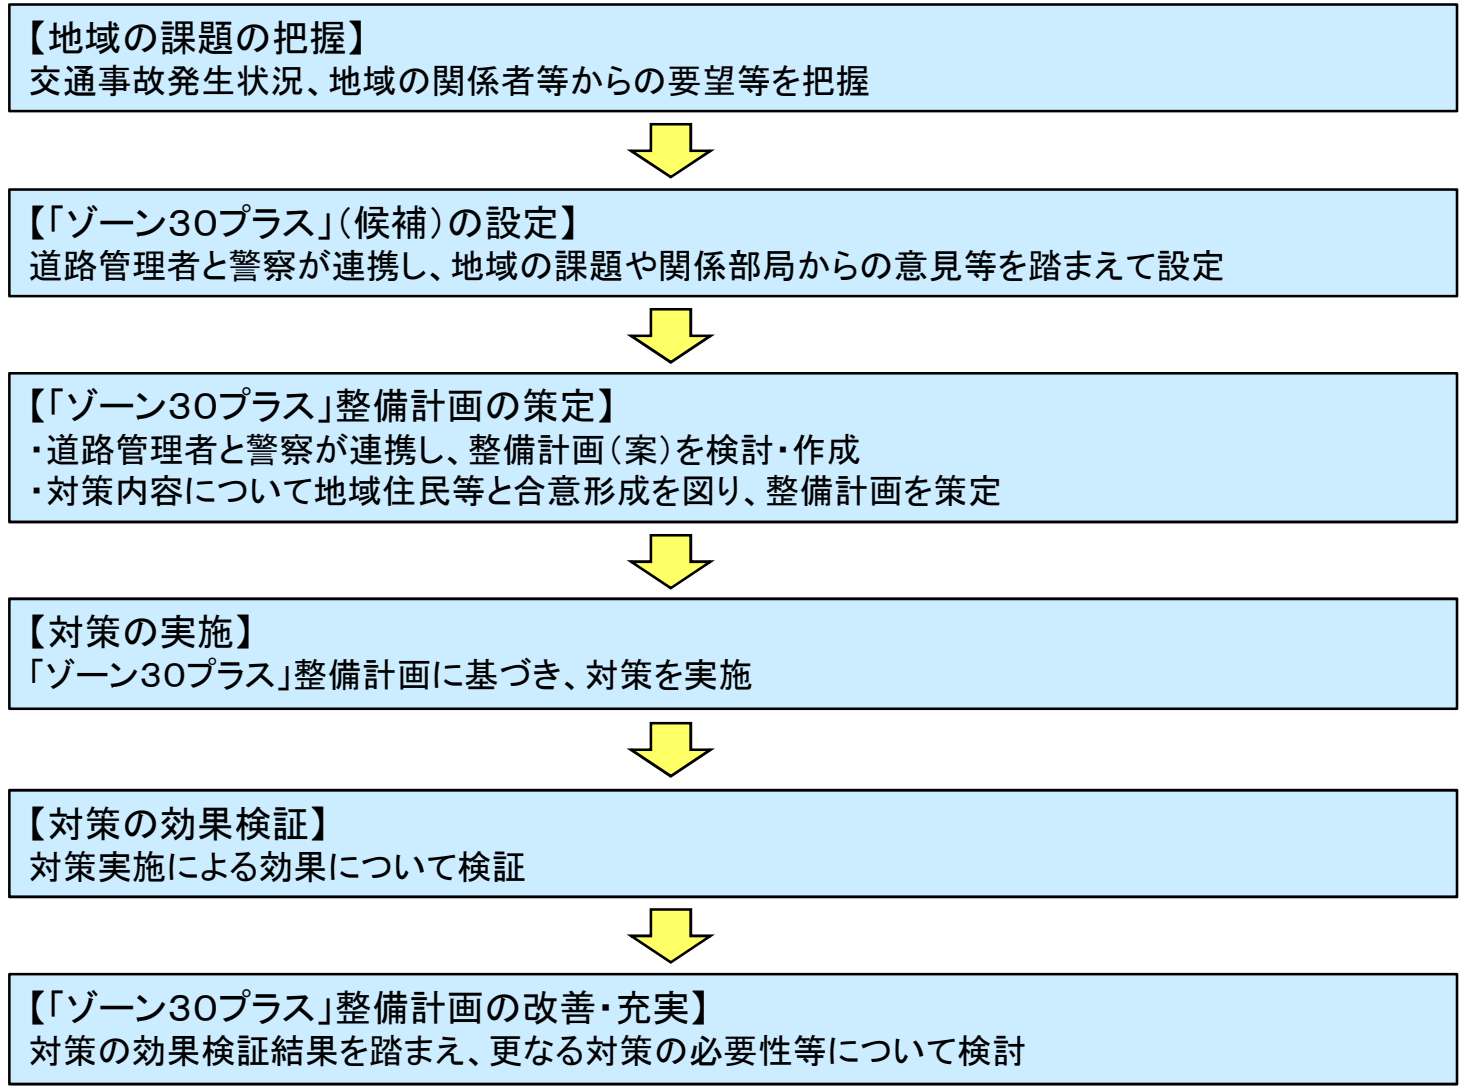 【地域の課題の把握】
交通事故発生状況、地域の関係者等からの要望等を把握
【「ゾーン30プラス」(候補)の設定】
道路管理者と警察が連携し、地域の課題や関係部局からの意見等を踏まえて設定
【「ゾーン30プラス」整備計画の策定】
・道路管理者と警察が連携し、整備計画(案)を検討・作成
・対策内容について地域住民等と合意形成を図り、整備計画を策定
【対策の実施】
「ゾーン30プラス」整備計画に基づき、対策を実施
【対策の効果検証】
対策実施による効果について検証
【「ゾーン30プラス」整備計画の改善・充実】
対策の効果検証結果を踏まえ、更なる対策の必要性等について検討